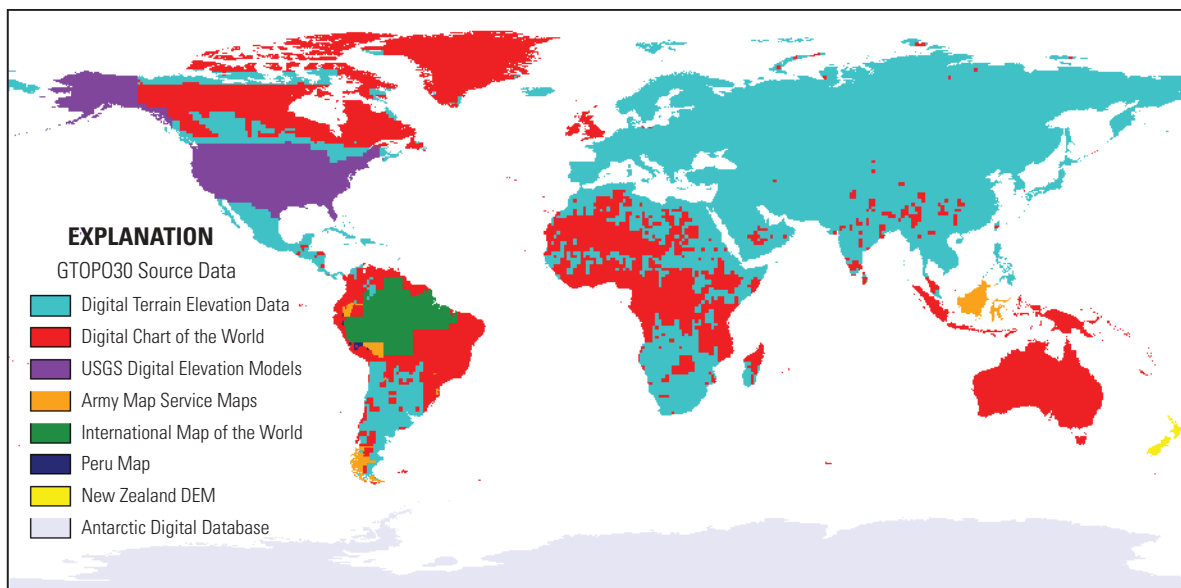 EXPLANATION
GTOPO30 Source Data
Digital Terrain Elevation Data
Digital Chart of the World
USGS Digital Elevation Models
Army Map Service Maps
International Map of the World
Peru Map
New Zealand DEM
Antarctic Digital Database